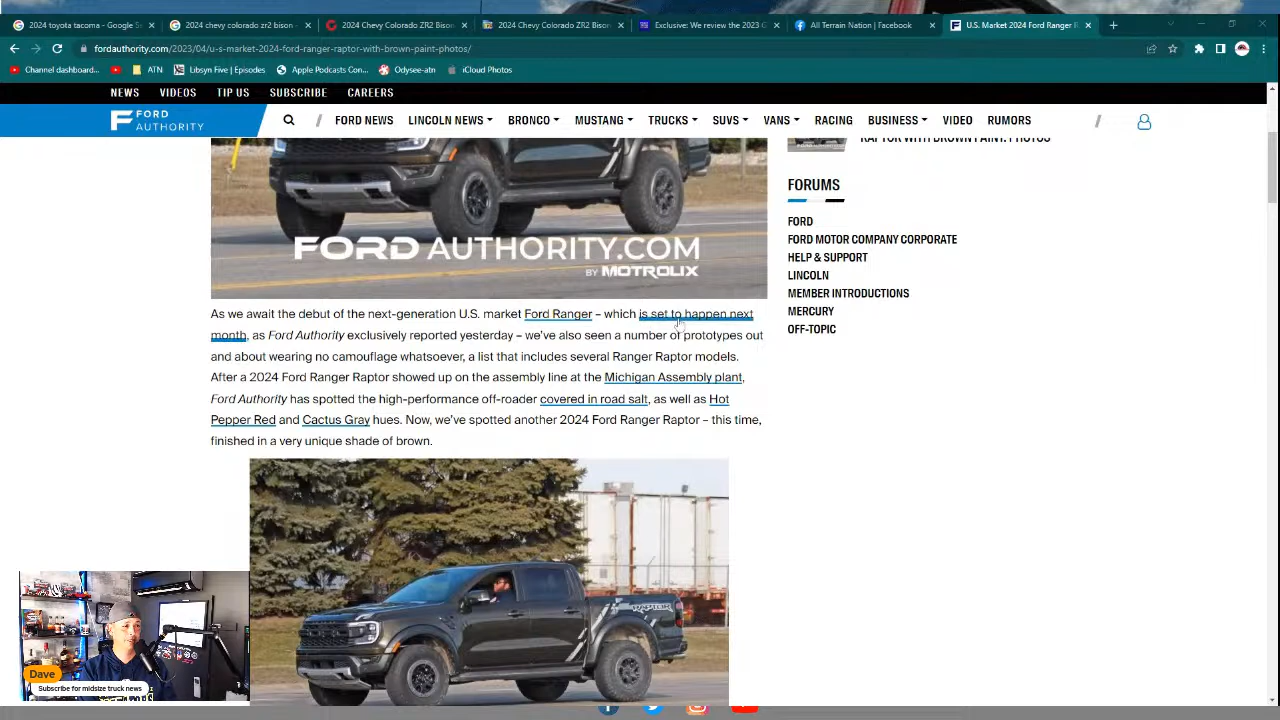 2024 toyota tacoma - Google S
2024 chevy colorado zr2 bison -
2024 Chevy Colorado ZR2 Bison
2024 Chevy Colorado ZR2 Bison
Exclusive: We review the 2023 G
All Terrain Nation | Facebook
U.S. Market 2024 Ford Ranger R
fordauthority.com/2023/04/u-s-market-2024-ford-ranger-raptor-with-brown-paint-photos/
Channel dashboard...
ATN
Libsyn Five | Episodes
Apple Podcasts Con...
Odysee-atn
iCloud Photos
NEWS VIDEOS TIP US SUBSCRIBE CAREERS
FORD
AUTHORITY
/ FORD NEWS LINCOLN NEWS BRONCO MUSTANG TRUCKS SUVS VANS RACING BUSINESS VIDEO RUMORS /
RAPTOR WITH BROWN PAINT: PHOTOS
FORDAUTHORITY.COM
BY MOTROLIX
FORUMS
FORD
FORD MOTOR COMPANY CORPORATE
HELP & SUPPORT
LINCOLN
MEMBER INTRODUCTIONS
MERCURY
OFF-TOPIC
As we await the debut of the next-generation U.S. market Ford Ranger – which is set to happen next
month, as Ford Authority exclusively reported yesterday – we've also seen a number of prototypes out
and about wearing no camouflage whatsoever, a list that includes several Ranger Raptor models.
After a 2024 Ford Ranger Raptor showed up on the assembly line at the Michigan Assembly plant,
Ford Authority has spotted the high-performance off-roader covered in road salt, as well as Hot
Pepper Red and Cactus Gray hues. Now, we've spotted another 2024 Ford Ranger Raptor – this time,
finished in a very unique shade of brown.
RAPTOR
Dave
Subscribe for midsize truck news